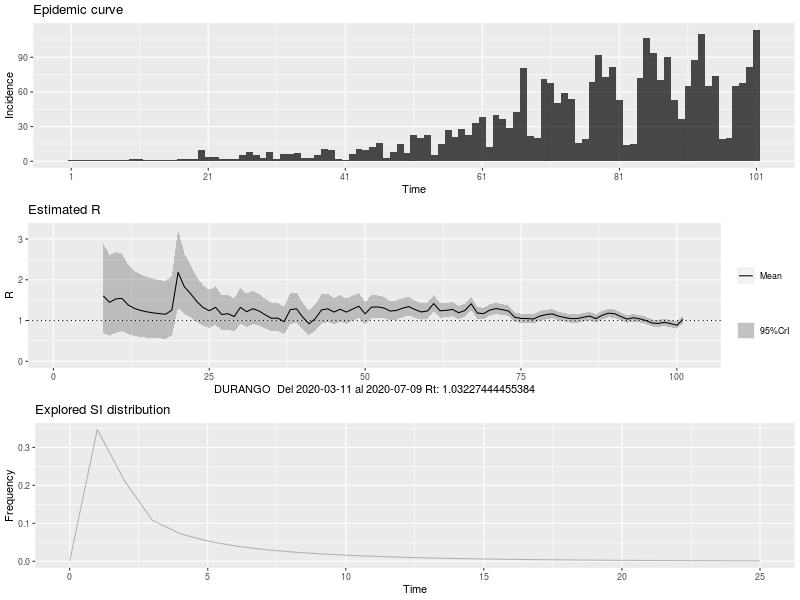 Epidemic curve
90
60
30
0
Incidence
1 21 41 61 81 101
Time
Estimated R
3
2
1
0
R
Mean
95%CrI
0 25 50 75 100
DURANGO Del 2020-03-11 al 2020-07-09 Rt: 1.03227444455384
Explored SI distribution
0.3
0.2
0.1
0.0
Frequency
0 5 10 15 20 25
Time